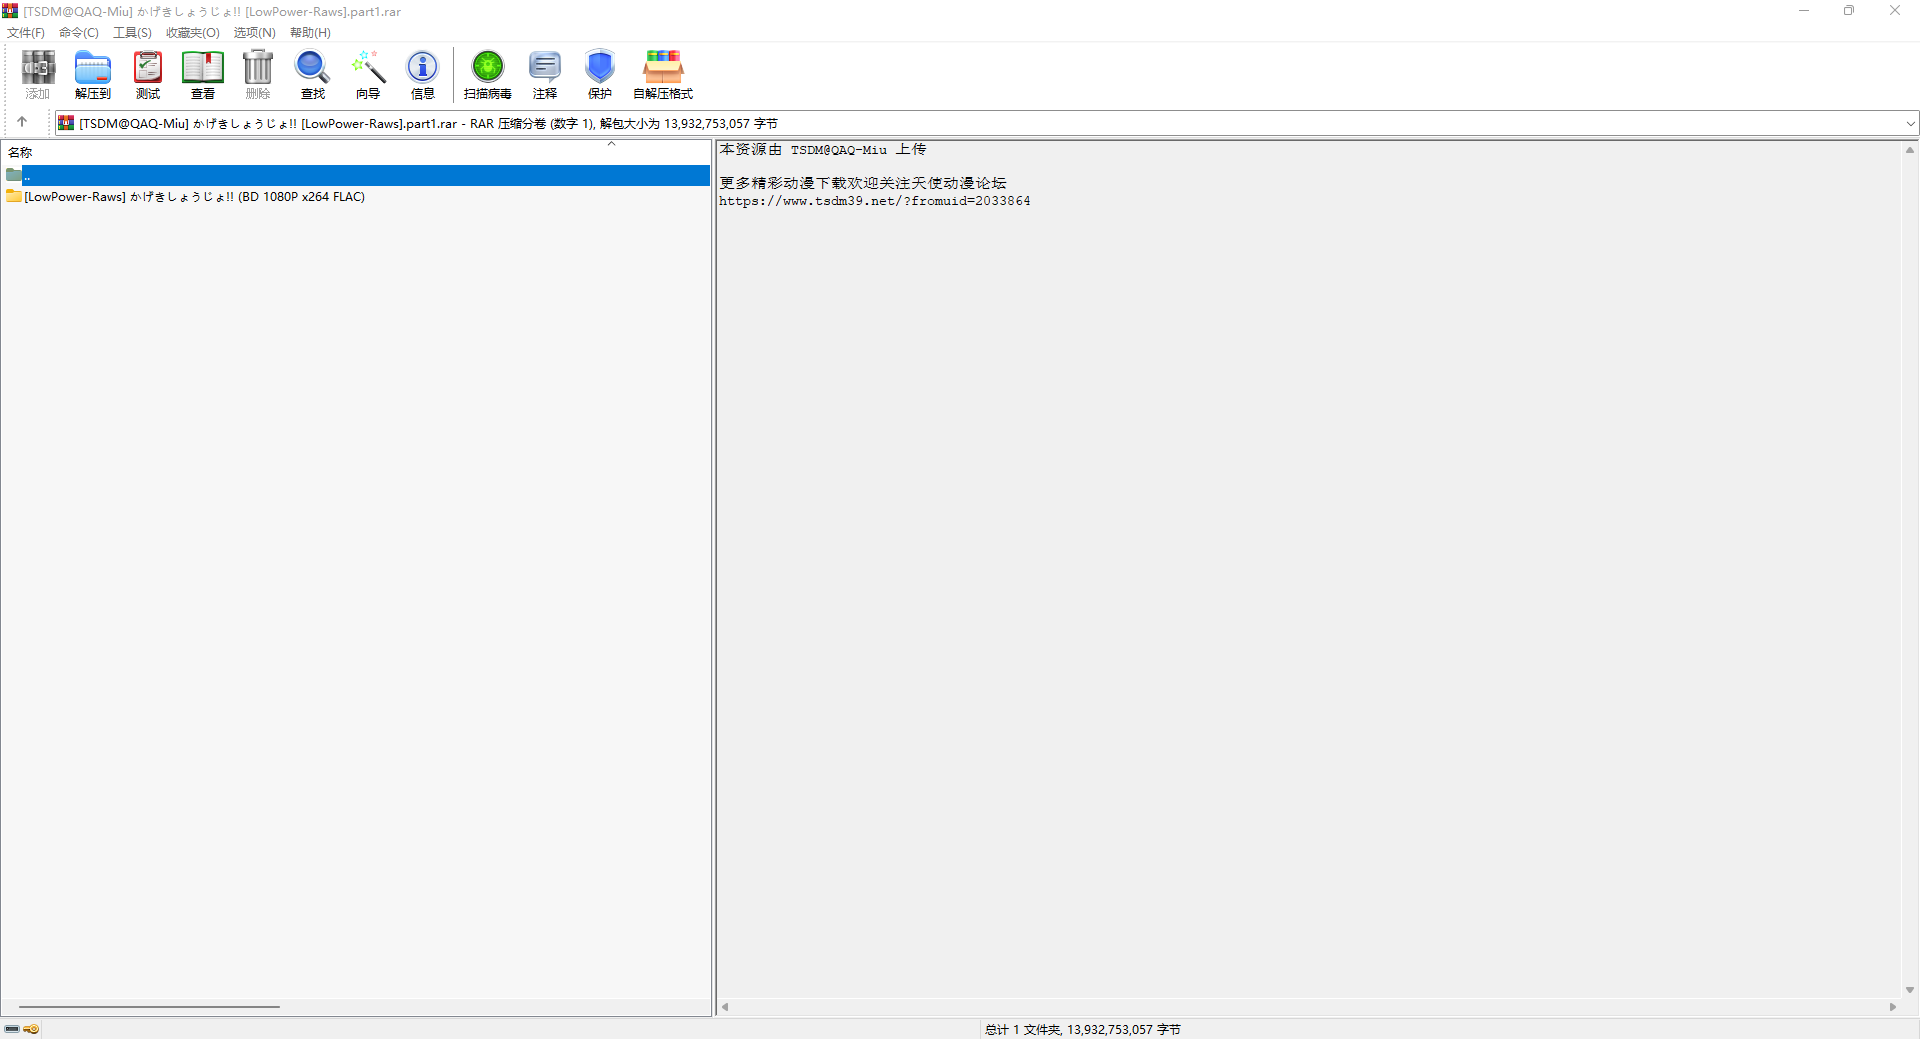 [TSDM@QAQ-Miu] かげきしょうじょ!! [LowPower-Raws].part1.rar
文件(F) 命令(C) 工具(S) 收藏夹(O) 选项(N) 帮助(H)
添加 解压到 测试 查看 删除 查找 向导 信息 扫描病毒 注释 保护 自解压格式
[TSDM@QAQ-Miu] かげきしょうじょ!! [LowPower-Raws].part1.rar - RAR 压缩分卷 (数字 1), 解包大小为 13,932,753,057 字节
名称
..
[LowPower-Raws] かげきしょうじょ!! (BD 1080P x264 FLAC)
本资源由 TSDM@QAQ-Miu 上传
更多精彩动漫下载欢迎关注天使动漫论坛
https://www.tsdm39.net/?fromuid=2033864
总计 1 文件夹, 13,932,753,057 字节